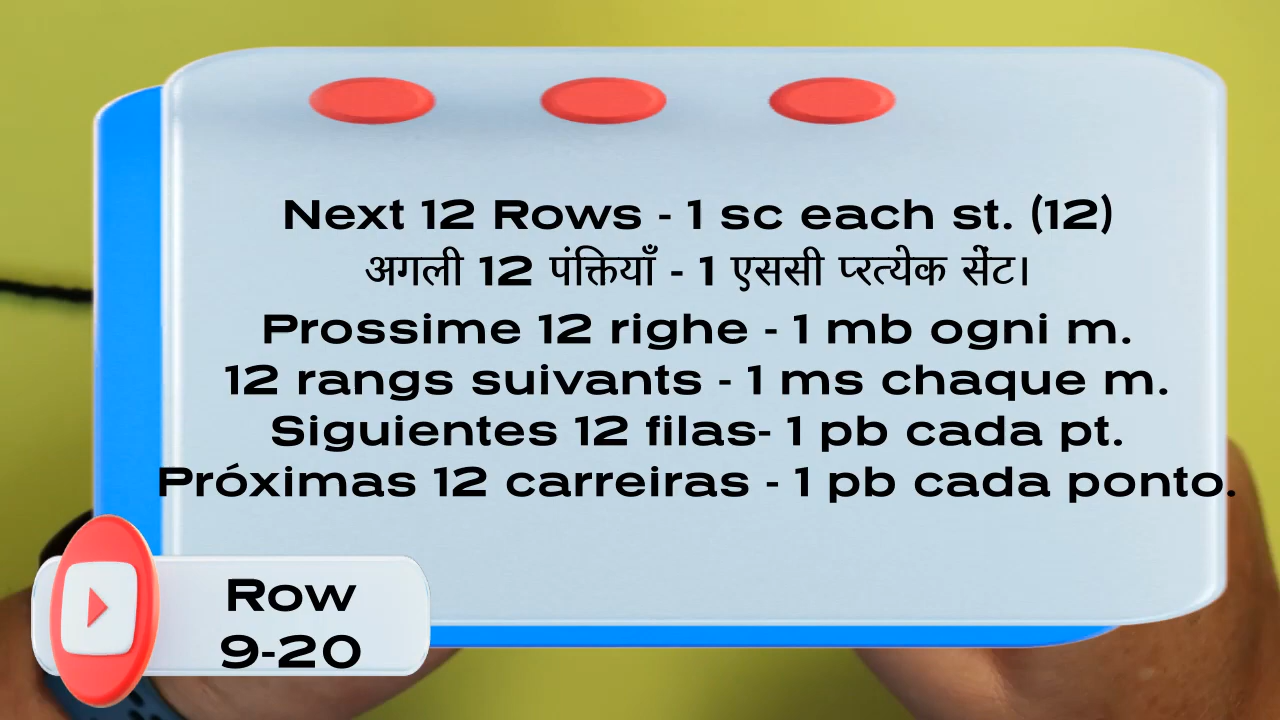 Next 12 Rows - 1 sc each st. (12)
अगली 12 पंक्तियाँ - 1 एससी प्रत्येक सेंट।
Prossime 12 righe - 1 mb ogni m.
12 rangs suivants - 1 ms chaque m.
Siguientes 12 filas- 1 pb cada pt.
Próximas 12 carreiras - 1 pb cada ponto.
Row
9-20